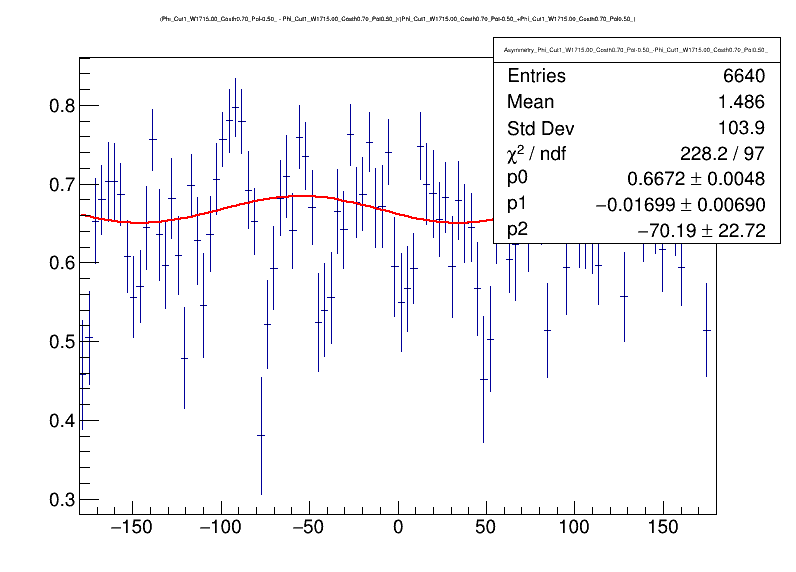 (Phi_Cut1_W1715.00_Costh0.70_Pol-0.50_ - Phi_Cut1_W1715.00_Costh0.70_Pol0.50_)/(Phi_Cut1_W1715.00_Costh0.70_Pol-0.50_+Phi_Cut1_W1715.00_Costh0.70_Pol0.50_)
Asymmetry_Phi_Cut1_W1715.00_Costh0.70_Pol-0.50_-Phi_Cut1_W1715.00_Costh0.70_Pol0.50_
Entries 6640
Mean 1.486
Std Dev 103.9
χ² / ndf 228.2 / 97
p0 0.6672 ± 0.0048
p1 −0.01699 ± 0.00690
p2 −70.19 ± 22.72
0.8
0.7
0.6
0.5
0.4
0.3
−150 −100 −50 0 50 100 150